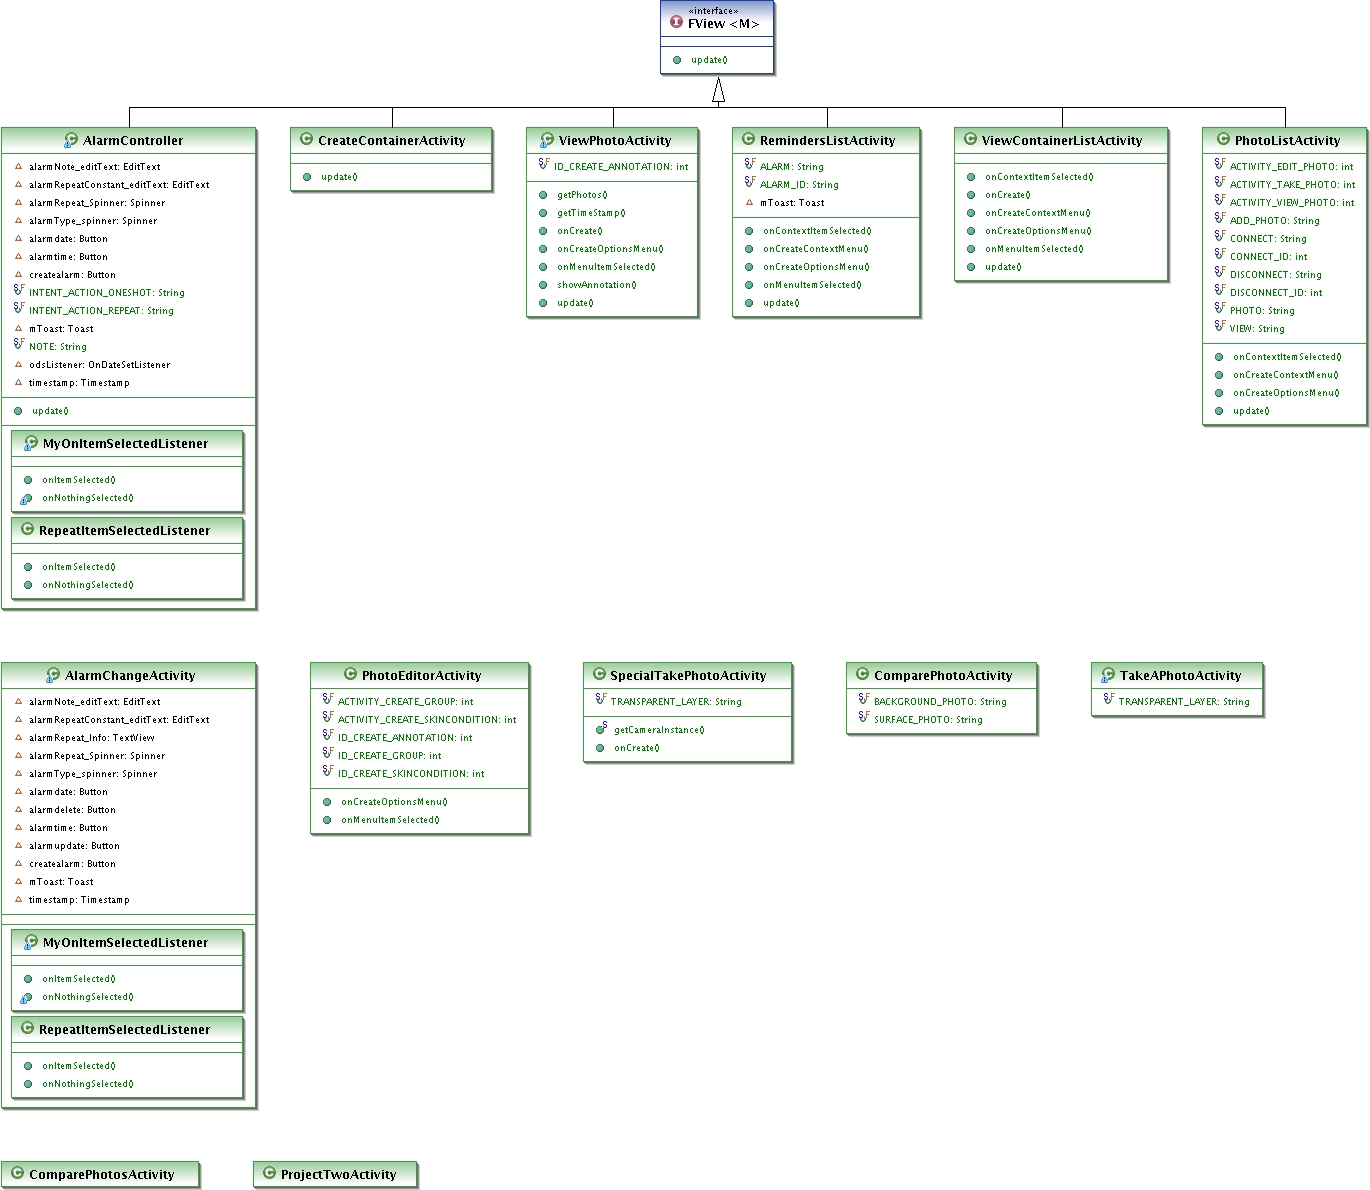 «interface»
FView <M>
update()
AlarmController
alarmNote_editText: EditText
alarmRepeatConstant_editText: EditText
alarmRepeat_Spinner: Spinner
alarmType_spinner: Spinner
alarmdate: Button
alarmtime: Button
createalarm: Button
INTENT_ACTION_ONESHOT: String
INTENT_ACTION_REPEAT: String
mToast: Toast
NOTE: String
odsListener: OnDateSetListener
timestamp: Timestamp
update()
MyOnItemSelectedListener
onItemSelected()
onNothingSelected()
RepeatItemSelectedListener
onItemSelected()
onNothingSelected()
CreateContainerActivity
update()
ViewPhotoActivity
ID_CREATE_ANNOTATION: int
getPhotos()
getTimeStamp()
onCreate()
onCreateOptionsMenu()
onMenuItemSelected()
showAnnotation()
update()
RemindersListActivity
ALARM: String
ALARM_ID: String
mToast: Toast
onContextItemSelected()
onCreateContextMenu()
onCreateOptionsMenu()
onMenuItemSelected()
update()
ViewContainerListActivity
onContextItemSelected()
onCreate()
onCreateContextMenu()
onCreateOptionsMenu()
onMenuItemSelected()
update()
PhotoListActivity
ACTIVITY_EDIT_PHOTO: int
ACTIVITY_TAKE_PHOTO: int
ACTIVITY_VIEW_PHOTO: int
ADD_PHOTO: String
CONNECT: String
CONNECT_ID: int
DISCONNECT: String
DISCONNECT_ID: int
PHOTO: String
VIEW: String
onContextItemSelected()
onCreateContextMenu()
onCreateOptionsMenu()
update()
AlarmChangeActivity
alarmNote_editText: EditText
alarmRepeatConstant_editText: EditText
alarmRepeat_Info: TextView
alarmRepeat_Spinner: Spinner
alarmType_spinner: Spinner
alarmdate: Button
alarmdelete: Button
alarmtime: Button
alarmupdate: Button
createalarm: Button
mToast: Toast
timestamp: Timestamp
MyOnItemSelectedListener
onItemSelected()
onNothingSelected()
RepeatItemSelectedListener
onItemSelected()
onNothingSelected()
PhotoEditorActivity
ACTIVITY_CREATE_GROUP: int
ACTIVITY_CREATE_SKINCONDITION: int
ID_CREATE_ANNOTATION: int
ID_CREATE_GROUP: int
ID_CREATE_SKINCONDITION: int
onCreateOptionsMenu()
onMenuItemSelected()
SpecialTakePhotoActivity
TRANSPARENT_LAYER: String
getCameraInstance()
onCreate()
ComparePhotoActivity
BACKGROUND_PHOTO: String
SURFACE_PHOTO: String
TakeAPhotoActivity
TRANSPARENT_LAYER: String
ComparePhotosActivity
ProjectTwoActivity